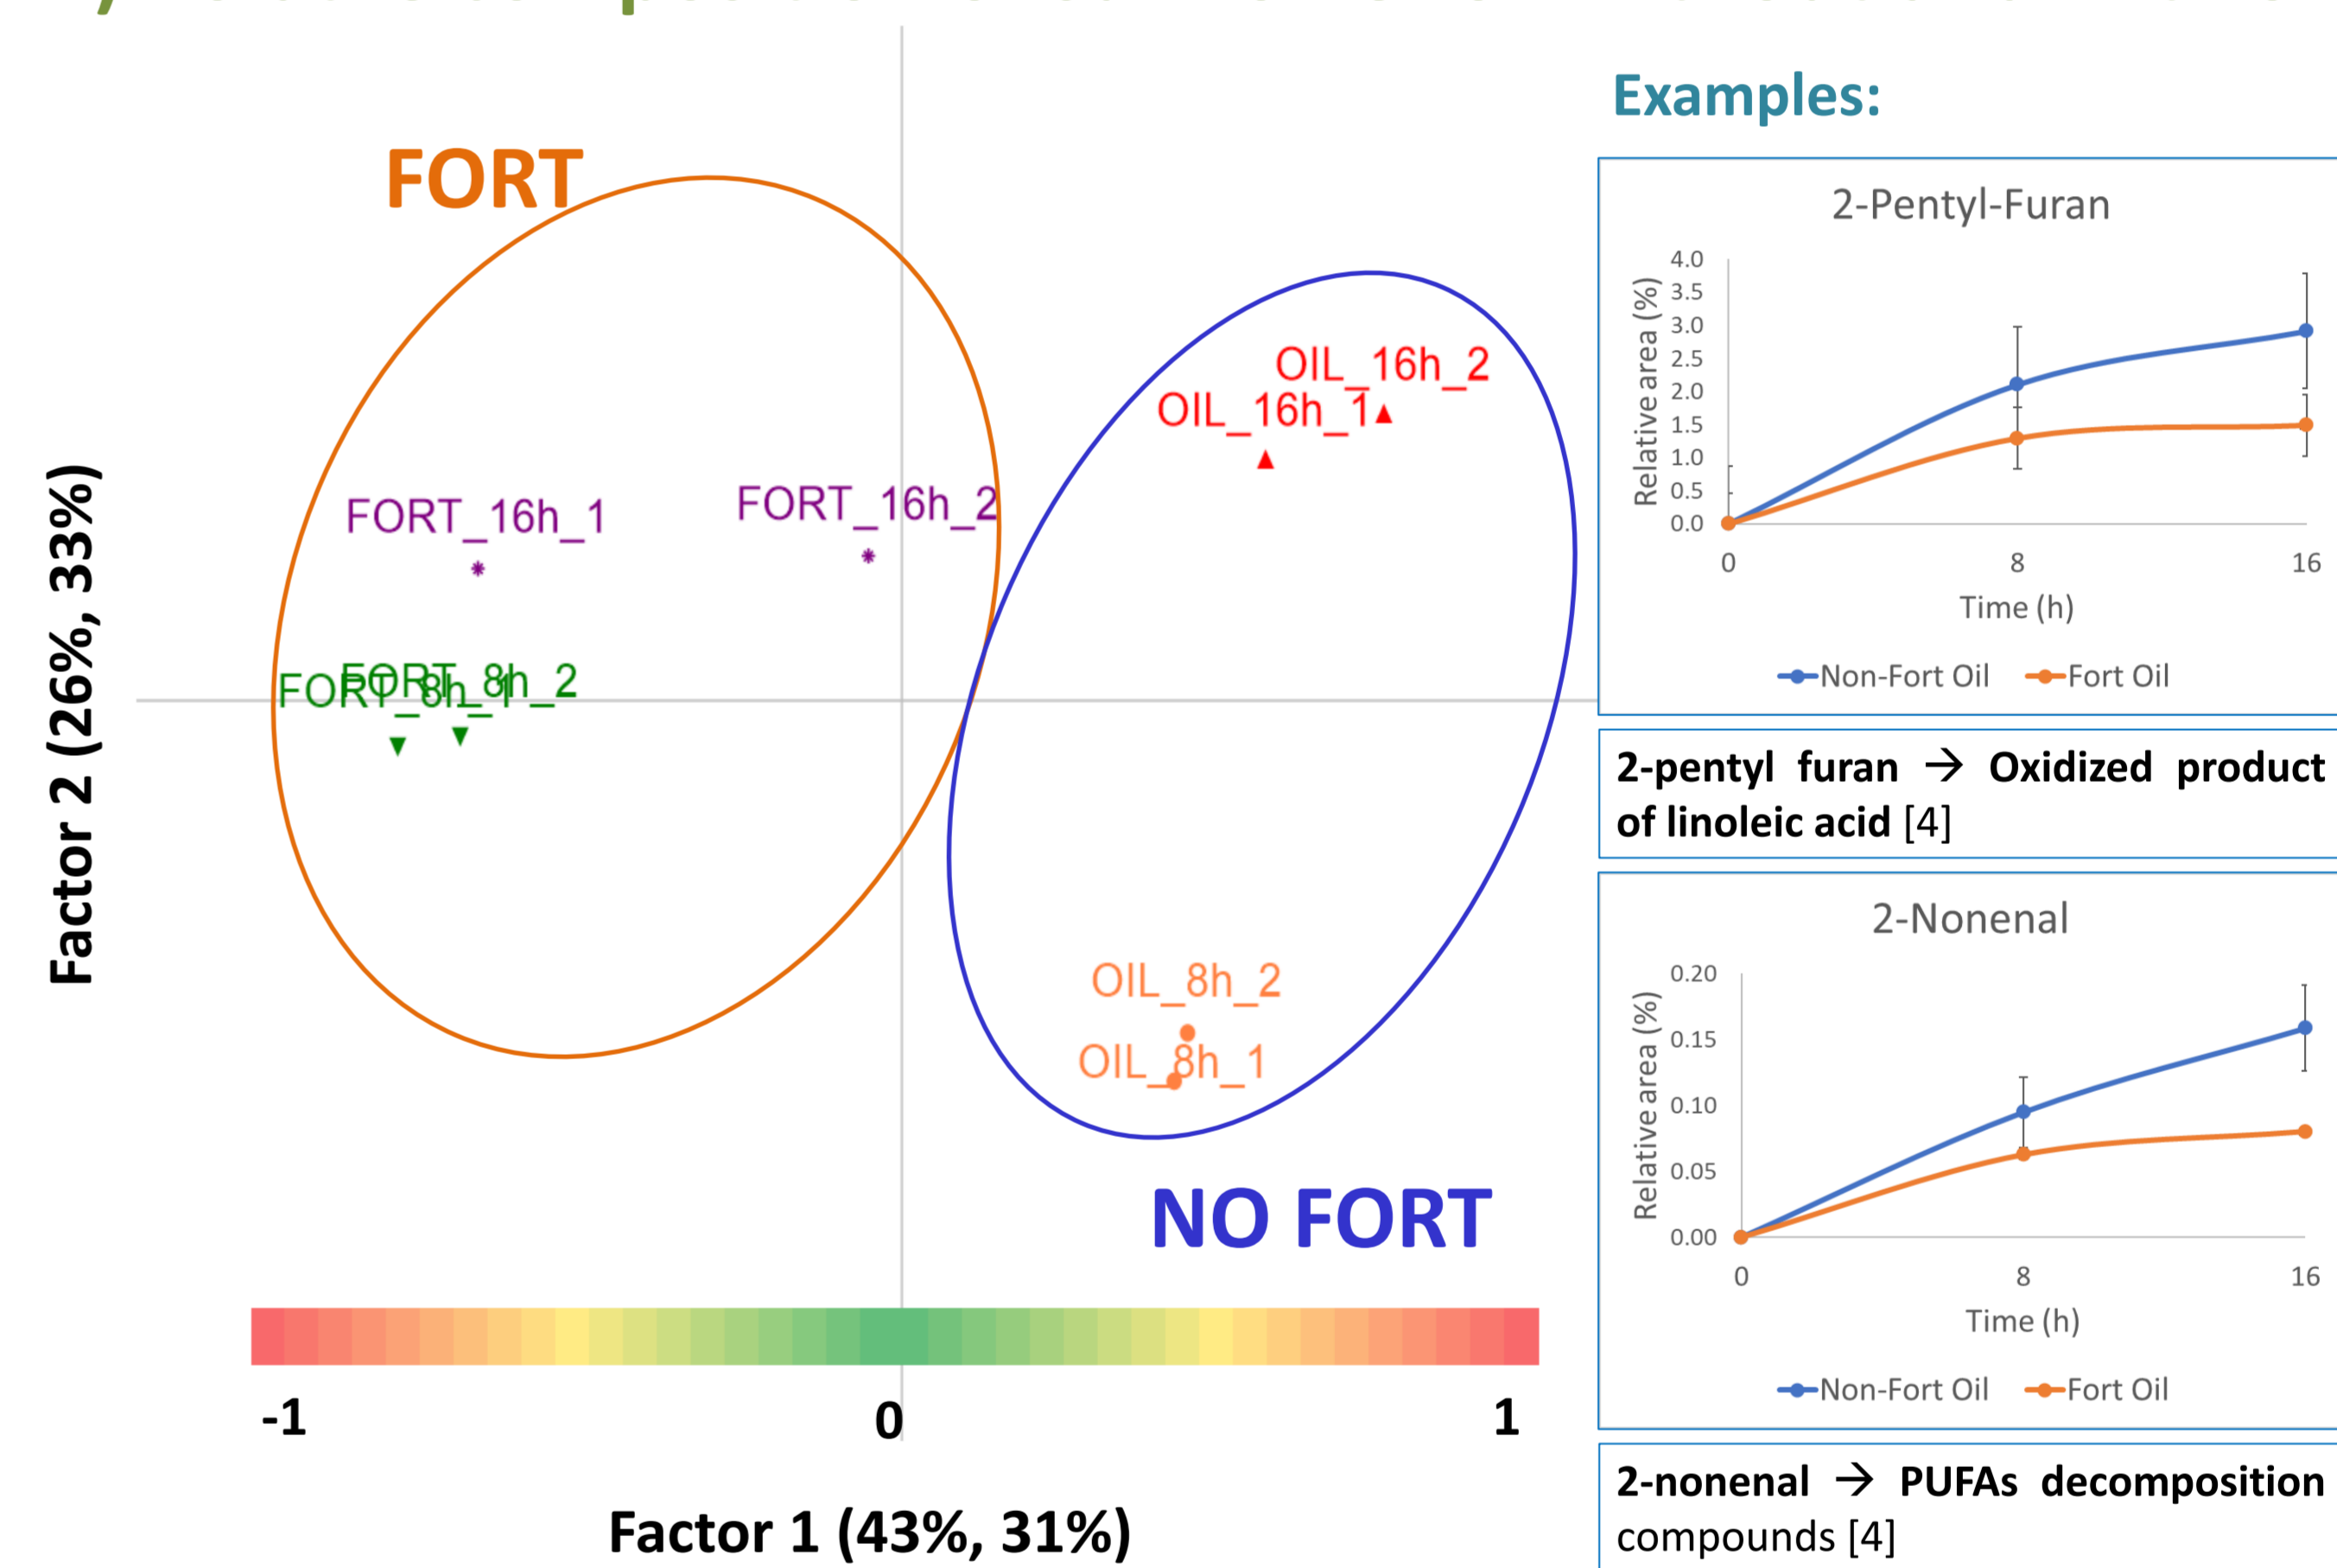 FORT
OIL_16h_2
OIL_16h_1
FORT_16h_1
FORT_16h_2
FORT_8h_2
FORT_8h_1
OIL_8h_2
OIL_8h_1
NO FORT
Factor 2 (26%, 33%)
-1
0
1
Factor 1 (43%, 31%)
Examples:
2-Pentyl-Furan
Relative area (%)
4.0
3.5
3.0
2.5
2.0
1.5
1.0
0.5
0.0
0 8 16
Time (h)
Non-Fort Oil Fort Oil
2-pentyl furan → Oxidized product
of linoleic acid [4]
2-Nonenal
Relative area (%)
0.20
0.15
0.10
0.05
0.00
0 8 16
Time (h)
Non-Fort Oil Fort Oil
2-nonenal → PUFAs decomposition
compounds [4]